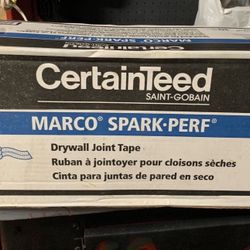 CertainTeed
SAINT-GOBAIN
MARCO® SPARK-PERF®
Drywall Joint Tape
Ruban à jointoyer pour cloisons sèches
Cinta para juntas de pared en seco